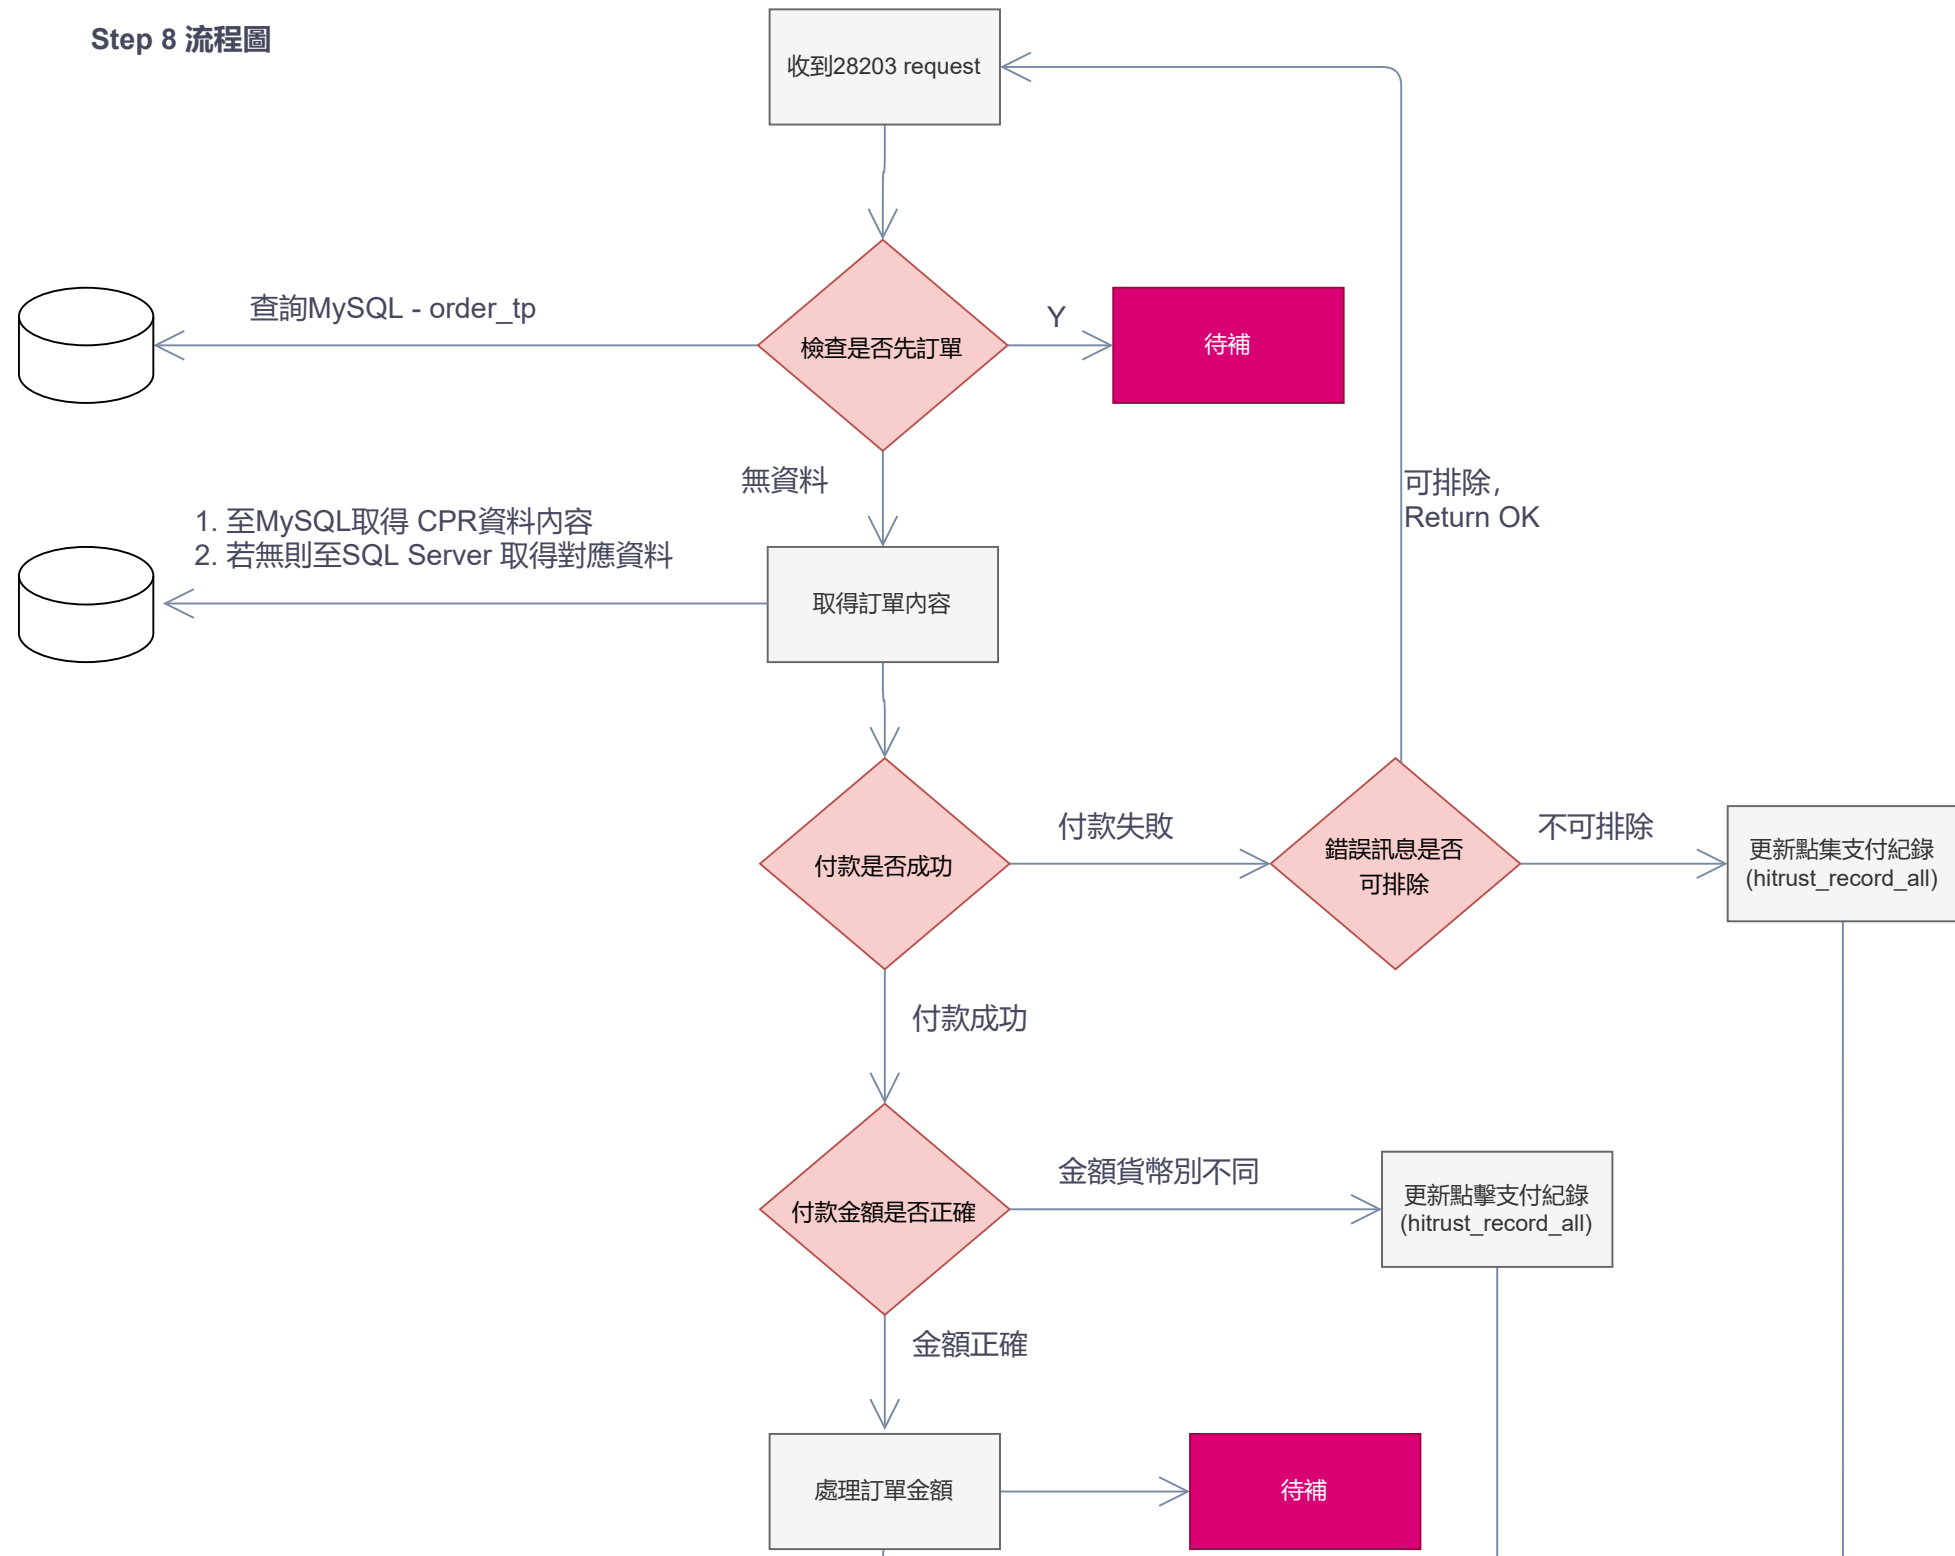 Step 8 流程圖
收到28203 request
查詢MySQL - order_tp
檢查是否先訂單
Y
待補
無資料
可排除，
Return OK
1. 至MySQL取得 CPR資料內容
2. 若無則至SQL Server 取得對應資料
取得訂單內容
付款是否成功
付款失敗
錯誤訊息是否
可排除
不可排除
更新點集支付紀錄
(hitrust_record_all)
付款成功
付款金額是否正確
金額貨幣別不同
更新點擊支付紀錄
(hitrust_record_all)
金額正確
處理訂單金額
待補